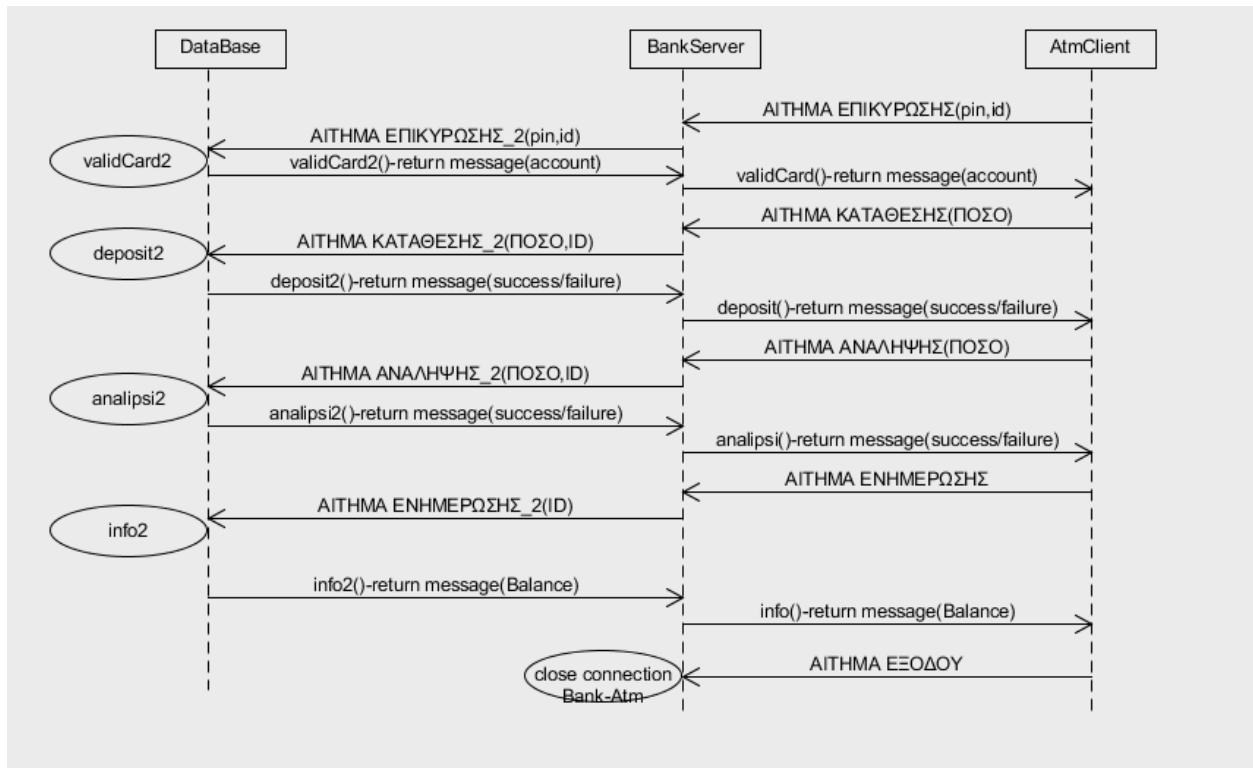 DataBase
BankServer
AtmClient
ΑΙΤΗΜΑ ΕΠΙΚΥΡΩΣΗΣ(pin,id)
ΑΙΤΗΜΑ ΕΠΙΚΥΡΩΣΗΣ_2(pin,id)
validCard2
validCard2()-return message(account)
validCard()-return message(account)
ΑΙΤΗΜΑ ΚΑΤΑΘΕΣΗΣ(ΠΟΣΟ)
ΑΙΤΗΜΑ ΚΑΤΑΘΕΣΗΣ_2(ΠΟΣΟ,ID)
deposit2
deposit2()-return message(success/failure)
deposit()-return message(success/failure)
ΑΙΤΗΜΑ ΑΝΑΛΗΨΗΣ(ΠΟΣΟ)
ΑΙΤΗΜΑ ΑΝΑΛΗΨΗΣ_2(ΠΟΣΟ,ID)
analipsi2
analipsi2()-return message(success/failure)
analipsi()-return message(success/failure)
ΑΙΤΗΜΑ ΕΝΗΜΕΡΩΣΗΣ
ΑΙΤΗΜΑ ΕΝΗΜΕΡΩΣΗΣ_2(ID)
info2
info2()-return message(Balance)
info()-return message(Balance)
ΑΙΤΗΜΑ ΕΞΟΔΟΥ
close connection
Bank-Atm